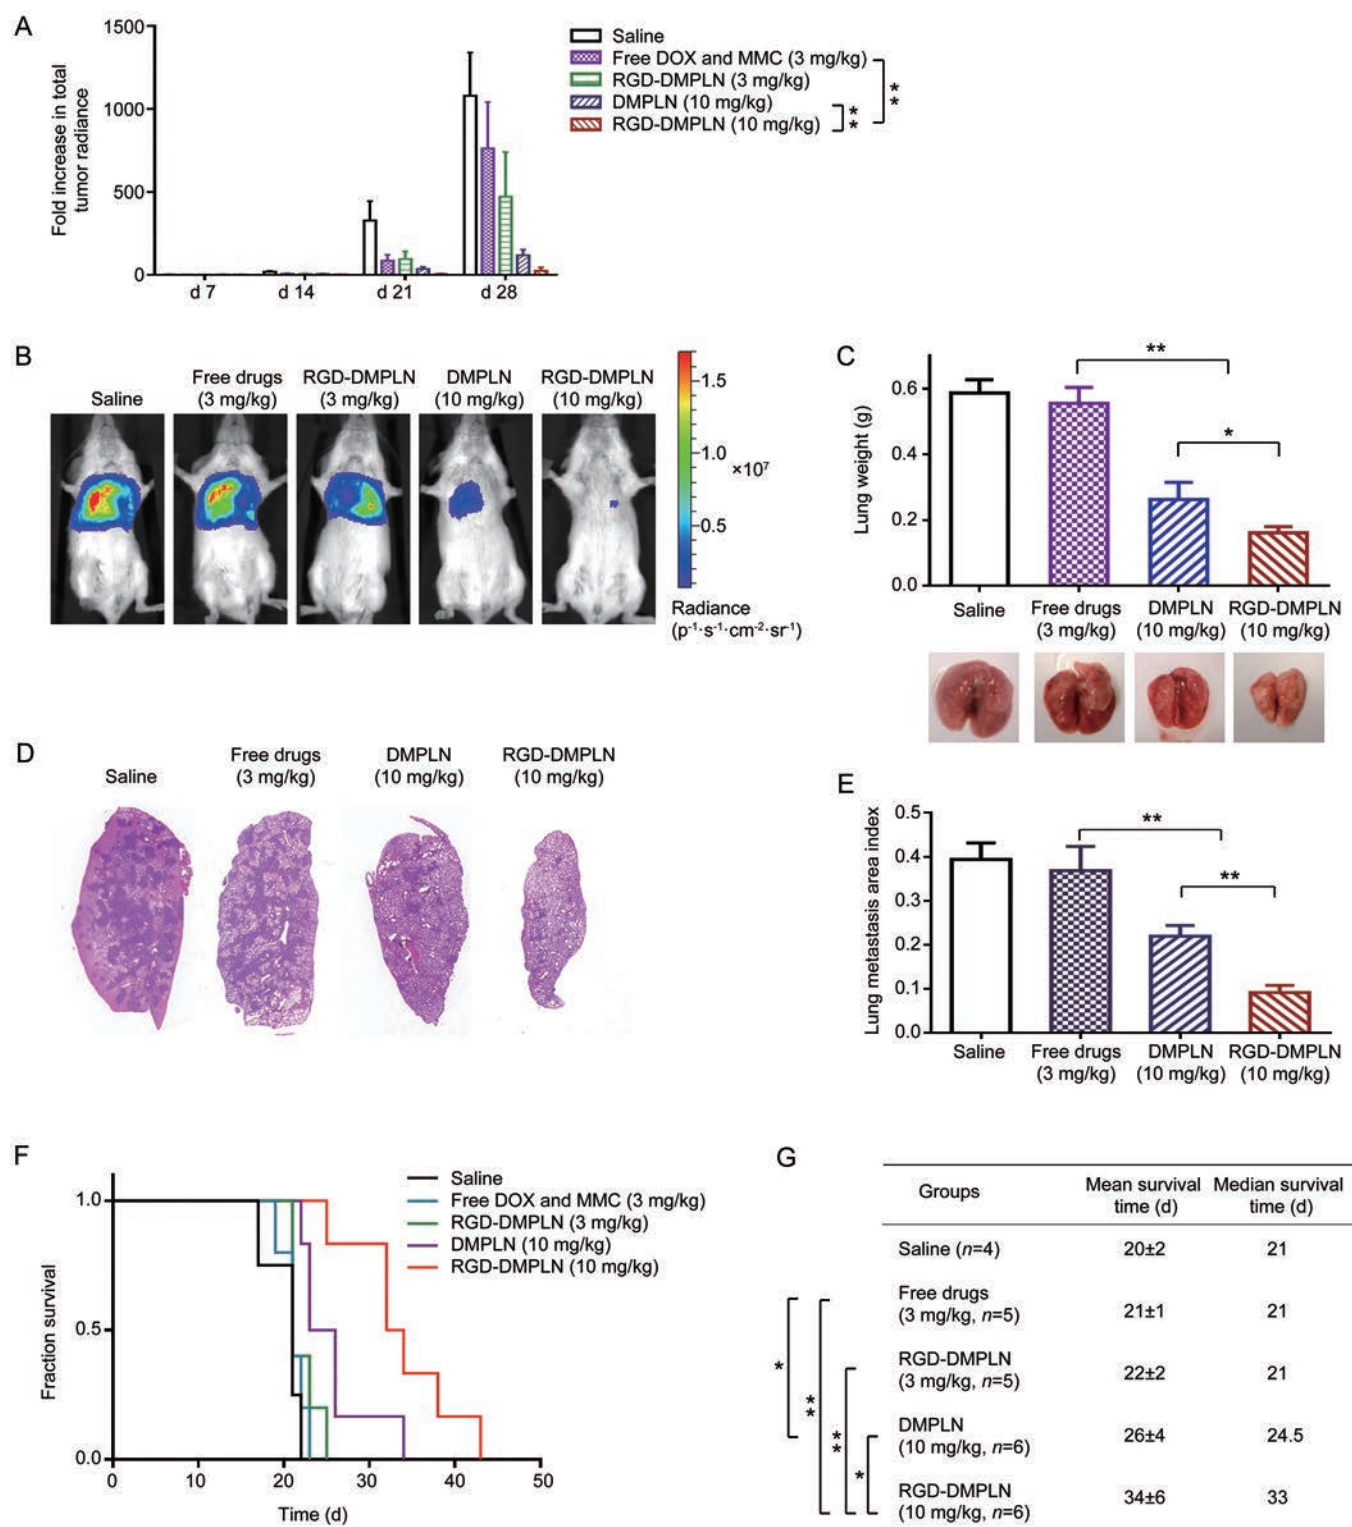 A
1500
1000
500
0
Fold increase in total
tumor radiance
d 7
d 14
d 21
d 28
Saline
Free DOX and MMC (3 mg/kg)
RGD-DMPLN (3 mg/kg)
DMPLN (10 mg/kg)
RGD-DMPLN (10 mg/kg)
**
**
B
Saline
Free drugs
(3 mg/kg)
RGD-DMPLN
(3 mg/kg)
DMPLN
(10 mg/kg)
RGD-DMPLN
(10 mg/kg)
1.5
1.0
×10⁷
0.5
Radiance
(p⁻¹·s⁻¹·cm⁻²·sr⁻¹)
C
Lung weight (g)
0.6
0.4
0.2
0.0
**
*
Saline
Free drugs
(3 mg/kg)
DMPLN
(10 mg/kg)
RGD-DMPLN
(10 mg/kg)
D
Saline
Free drugs
(3 mg/kg)
DMPLN
(10 mg/kg)
RGD-DMPLN
(10 mg/kg)
E
Lung metastasis area index
0.5
0.4
0.3
0.2
0.1
0.0
**
**
Saline
Free drugs
(3 mg/kg)
DMPLN
(10 mg/kg)
RGD-DMPLN
(10 mg/kg)
F
Fraction survival
1.0
0.5
0.0
0
10
20
30
40
50
Time (d)
Saline
Free DOX and MMC (3 mg/kg)
RGD-DMPLN (3 mg/kg)
DMPLN (10 mg/kg)
RGD-DMPLN (10 mg/kg)
G
Groups Mean survival time (d) Median survival time (d)
Saline (n=4) 20±2 21
Free drugs
(3 mg/kg, n=5) 21±1 21
RGD-DMPLN
(3 mg/kg, n=5) 22±2 21
DMPLN
(10 mg/kg, n=6) 26±4 24.5
RGD-DMPLN
(10 mg/kg, n=6) 34±6 33
*
**
**
*